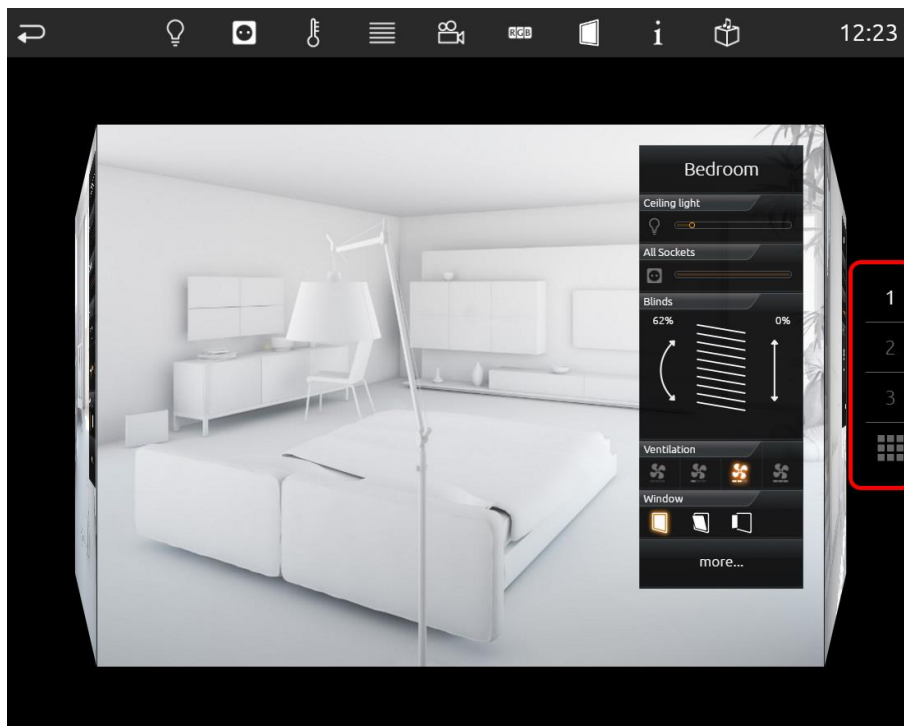 RGB
i
12:23
Bedroom
Ceiling light
All Sockets
Blinds
62% 0%
Ventilation
Window
more...
1
2
3